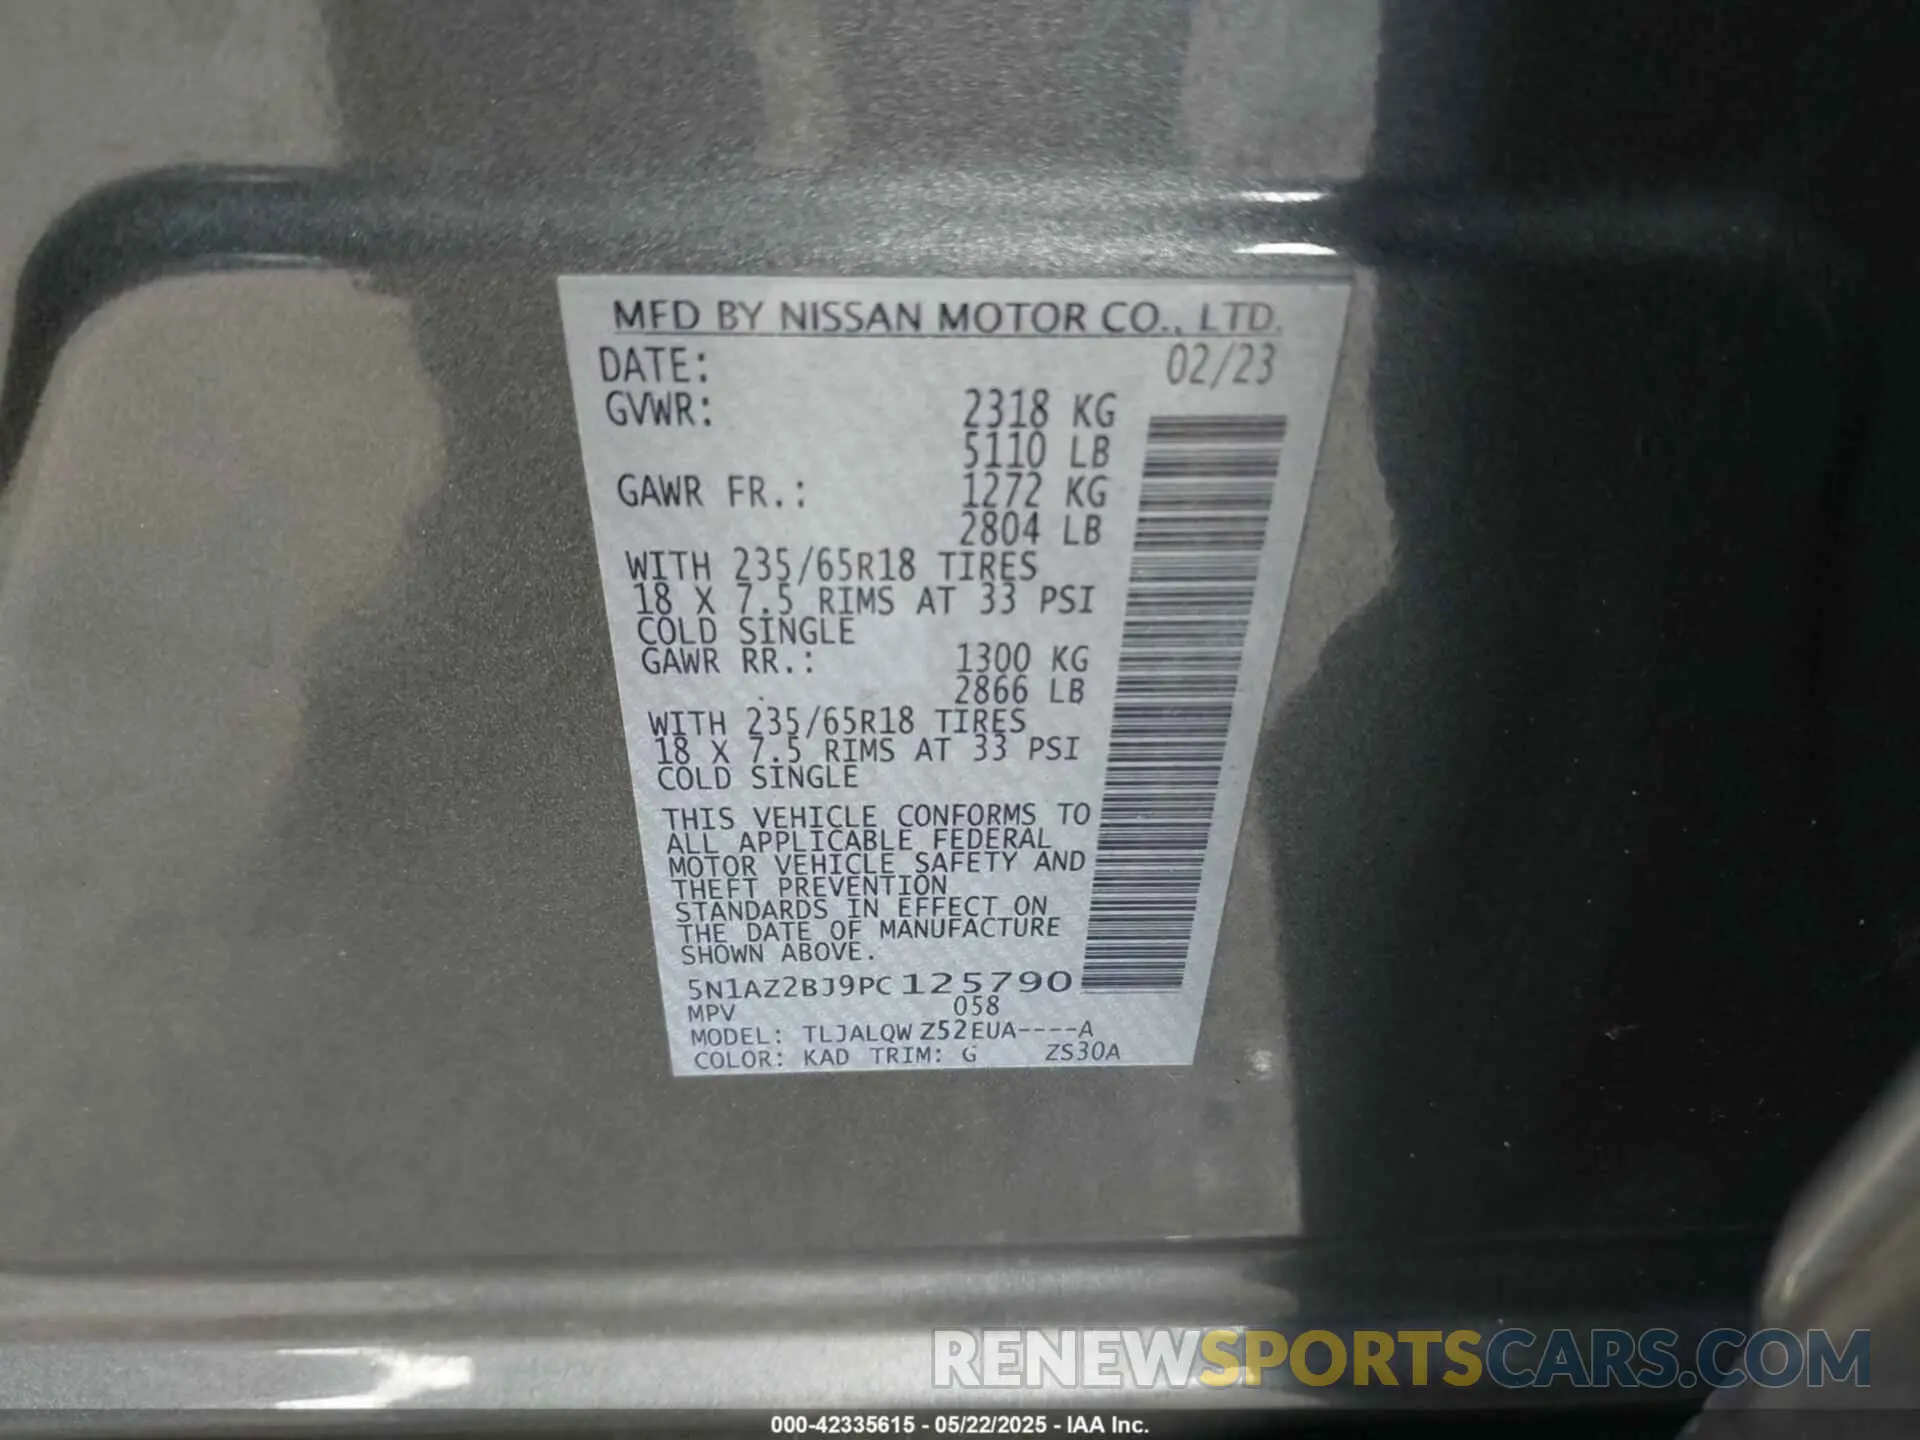 MFD BY NISSAN MOTOR CO., LTD.
DATE: 02/23
GVWR: 2318 KG
5110 LB
GAWR FR.: 1272 KG
2804 LB
WITH 235/65R18 TIRES
18 X 7.5 RIMS AT 33 PSI
COLD SINGLE
GAWR RR.: 1300 KG
2866 LB
WITH 235/65R18 TIRES
18 X 7.5 RIMS AT 33 PSI
COLD SINGLE
THIS VEHICLE CONFORMS TO
ALL APPLICABLE FEDERAL
MOTOR VEHICLE SAFETY AND
THEFT PREVENTION
STANDARDS IN EFFECT ON
THE DATE OF MANUFACTURE
SHOWN ABOVE.
5N1AZ2BJ9PC125790
MPV 058
MODEL: TLJALQW Z52EUA----A
COLOR: KAD TRIM: G ZS30A
RENEWSPORTSCARS.COM
000-42335615 - 05/22/2025 - IAA Inc.